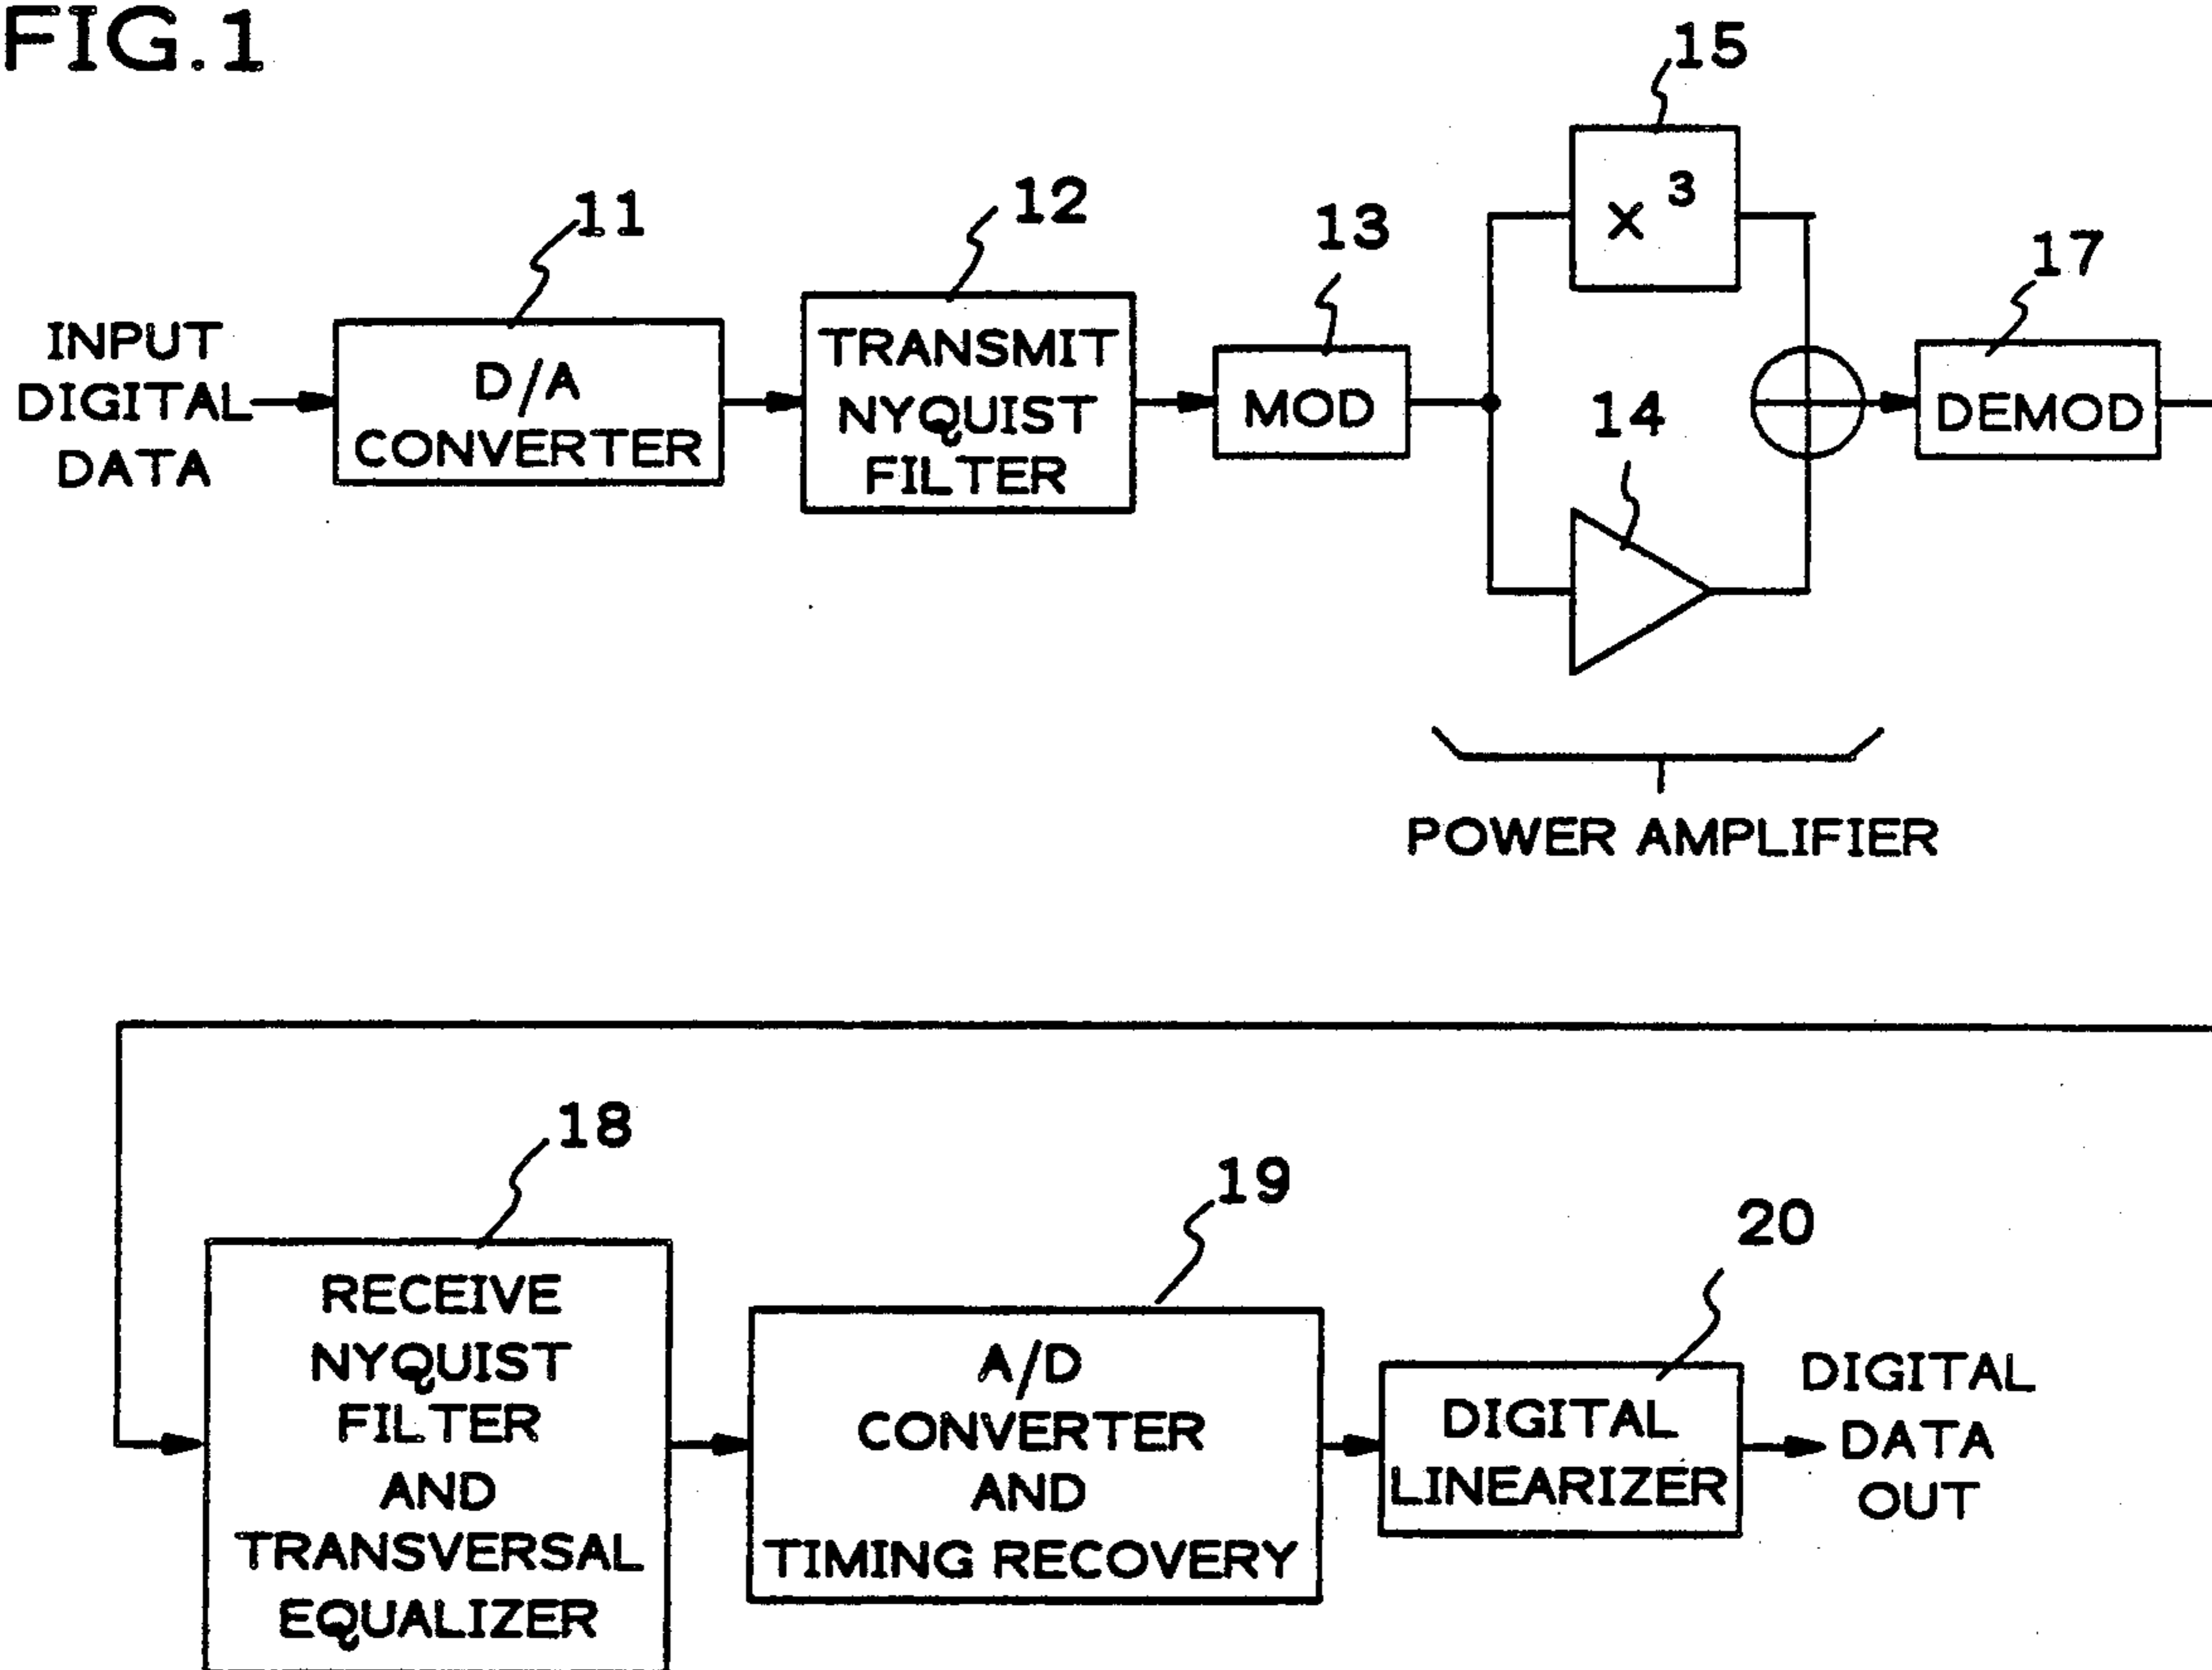 FIG.1
15
X 3
11
12
13
17
INPUT
DIGITAL
DATA
D/A
CONVERTER
TRANSMIT
NYQUIST
FILTER
MOD
14
DEMOD
POWER AMPLIFIER
18
19
20
RECEIVE
NYQUIST
FILTER
AND
TRANSVERSAL
EQUALIZER
A/D
CONVERTER
AND
TIMING RECOVERY
DIGITAL
LINEARIZER
DIGITAL
DATA
OUT